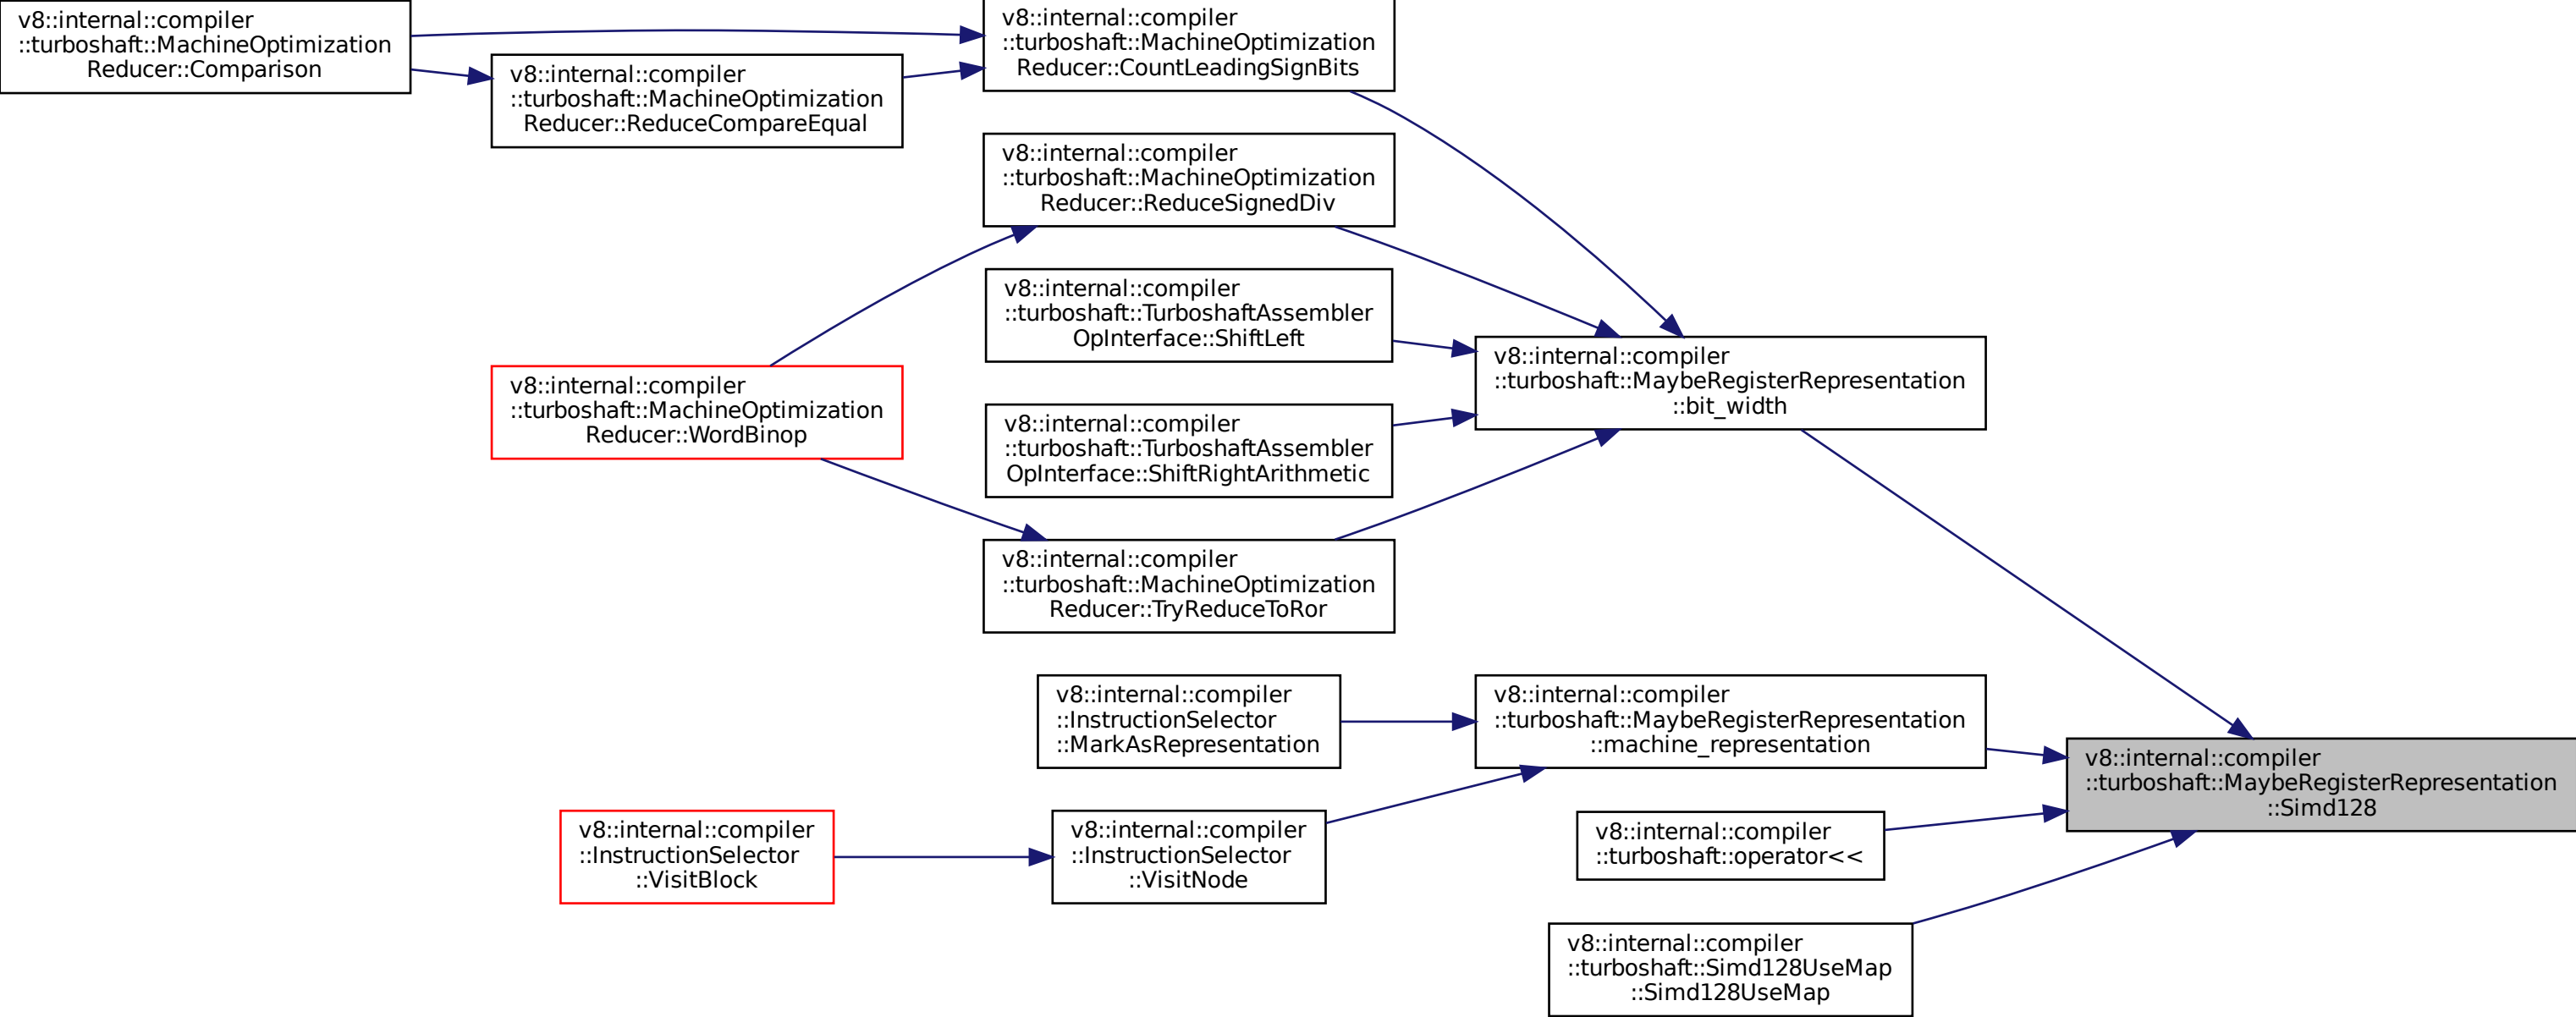 v8::internal::compiler
::turboshaft::MachineOptimization
Reducer::Comparison
v8::internal::compiler
::turboshaft::MachineOptimization
Reducer::ReduceCompareEqual
v8::internal::compiler
::turboshaft::MachineOptimization
Reducer::CountLeadingSignBits
v8::internal::compiler
::turboshaft::MachineOptimization
Reducer::ReduceSignedDiv
v8::internal::compiler
::turboshaft::TurboshaftAssembler
OpInterface::ShiftLeft
v8::internal::compiler
::turboshaft::MachineOptimization
Reducer::WordBinop
v8::internal::compiler
::turboshaft::TurboshaftAssembler
OpInterface::ShiftRightArithmetic
v8::internal::compiler
::turboshaft::MaybeRegisterRepresentation
::bit_width
v8::internal::compiler
::turboshaft::MachineOptimization
Reducer::TryReduceToRor
v8::internal::compiler
::InstructionSelector
::MarkAsRepresentation
v8::internal::compiler
::turboshaft::MaybeRegisterRepresentation
::machine_representation
v8::internal::compiler
::turboshaft::MaybeRegisterRepresentation
::Simd128
v8::internal::compiler
::InstructionSelector
::VisitBlock
v8::internal::compiler
::InstructionSelector
::VisitNode
v8::internal::compiler
::turboshaft::operator<<
v8::internal::compiler
::turboshaft::Simd128UseMap
::Simd128UseMap